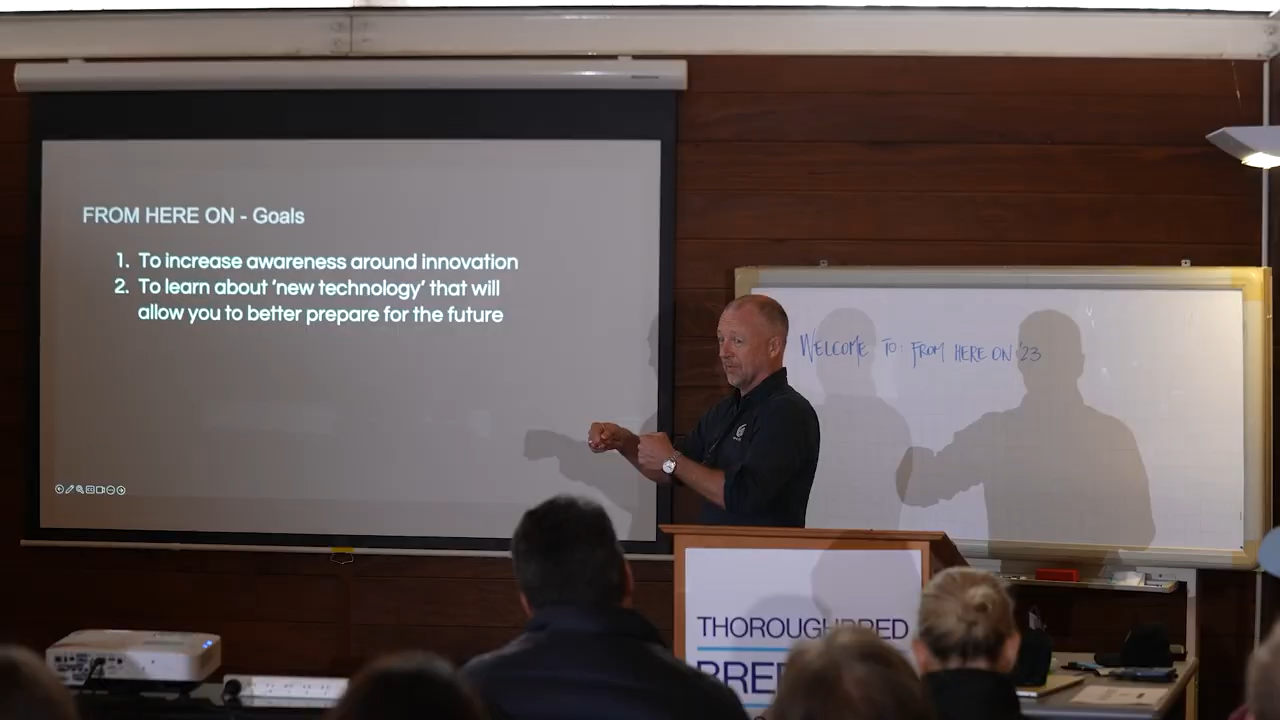 FROM HERE ON - Goals
1. To increase awareness around innovation
2. To learn about ‘new technology’ that will
allow you to better prepare for the future
WELCOME TO: FROM HERE ON '23
THOROUGHBRED